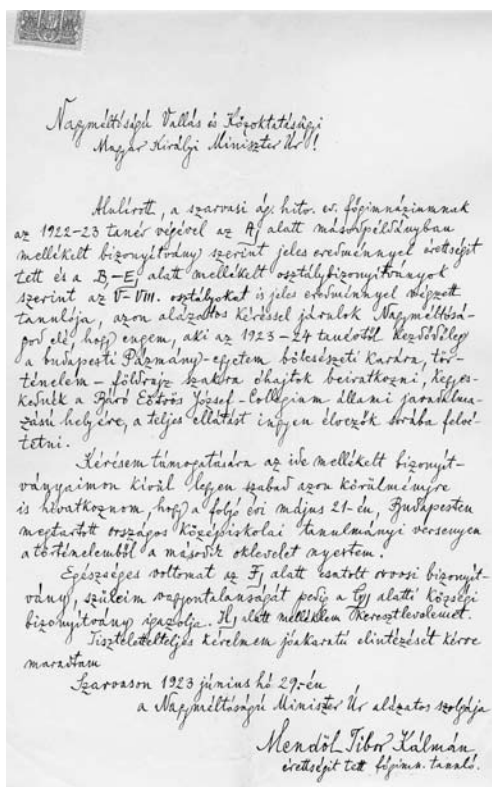 Nagyméltóságú Vallás és Közoktatásügyi
Magyar Királyi Miniszter Úr!
Alulírott, a szarvasi ág. hitv. ev. főgimnáziumnak
az 1922-23 tanév végével az A, alatt másodpéldányban
mellékelt bizonyítvány szerint jeles eredménnyel érettségit
tett és a B,-E, alatt mellékelt osztálybizonyítványok
szerint az V-VIII. osztályokat is jeles eredménnyel végzett
tanulója, azon alázatos kéréssel járulok Nagyméltósá-
god elé, hogy engem, aki az 1923-24 tanévtől kezdődőleg
a budapesti Pázmány-egyetem bölcsészeti karára, tör-
ténelem-földrajz szakra óhajtok beiratkozni, kegyes-
kednék a Báró Eötvös József-Collégium állami javadalma-
zású helyére, a teljes ellátást ingyen élvezők sorába felvé-
tetni.
Kérésem támogatására az ide mellékelt bizonyít-
ványaimon kívül legyen szabad azon körülményre
is hivatkoznom, hogy a folyó évi május 21-én, Budapesten
megtartott országos középiskolai tanulmányi versenyen
a történelemből a második oklevelet nyertem.
Egészséges voltomat az F, alatt csatolt orvosi bizonyít-
vány, szüleim vagyontalanságát pedig a G, alatti községi
bizonyítvány igazolja. H, alatt mellékelem keresztlevelemet.
Tiszteletteljes kérelmem jóakaratú elintézését kérve
maradtam
Szarvason 1923 június hó 29-én
a Nagyméltóságú Miniszter Úr alázatos szolgája
Mendöl Tibor Kálmán
érettségit tett főgimn. tanuló.